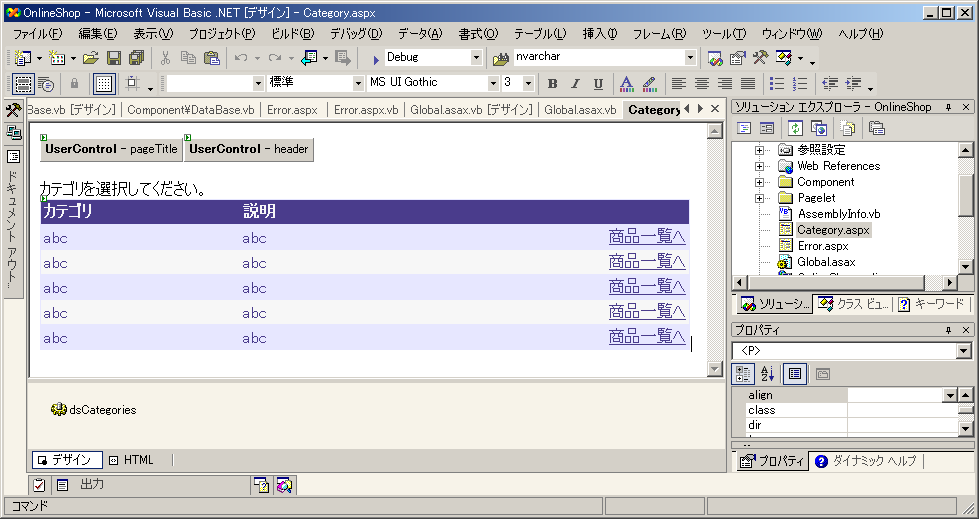 OnlineShop - Microsoft Visual Basic .NET [デザイン] - Category.aspx
ファイル(F) 編集(E) 表示(V) プロジェクト(P) ビルド(B) デバッグ(D) データ(A) 書式(O) テーブル(L) 挿入(I) フレーム(R) ツール(T) ウィンドウ(W) ヘルプ(H)
Debug nvarchar
標準 MS UI Gothic 3 B I U
Base.vb [デザイン] Component¥DataBase.vb Error.aspx Error.aspx.vb Global.asax.vb [デザイン] Global.asax.vb Category
ドキュメント アウト...
UserControl - pageTitle UserControl - header
カテゴリを選択してください。
カテゴリ 説明
abc abc 商品一覧へ
abc abc 商品一覧へ
abc abc 商品一覧へ
abc abc 商品一覧へ
abc abc 商品一覧へ
dsCategories
デザイン HTML
出力
コマンド
ソリューション エクスプローラ - OnlineShop
参照設定
Web References
Component
Pagelet
AssemblyInfo.vb
Category.aspx
Error.aspx
Global.asax
ソリューシ... クラス ビュ... キーワード
プロパティ
<P>
align
class
dir
プロパティ ダイナミック ヘルプ